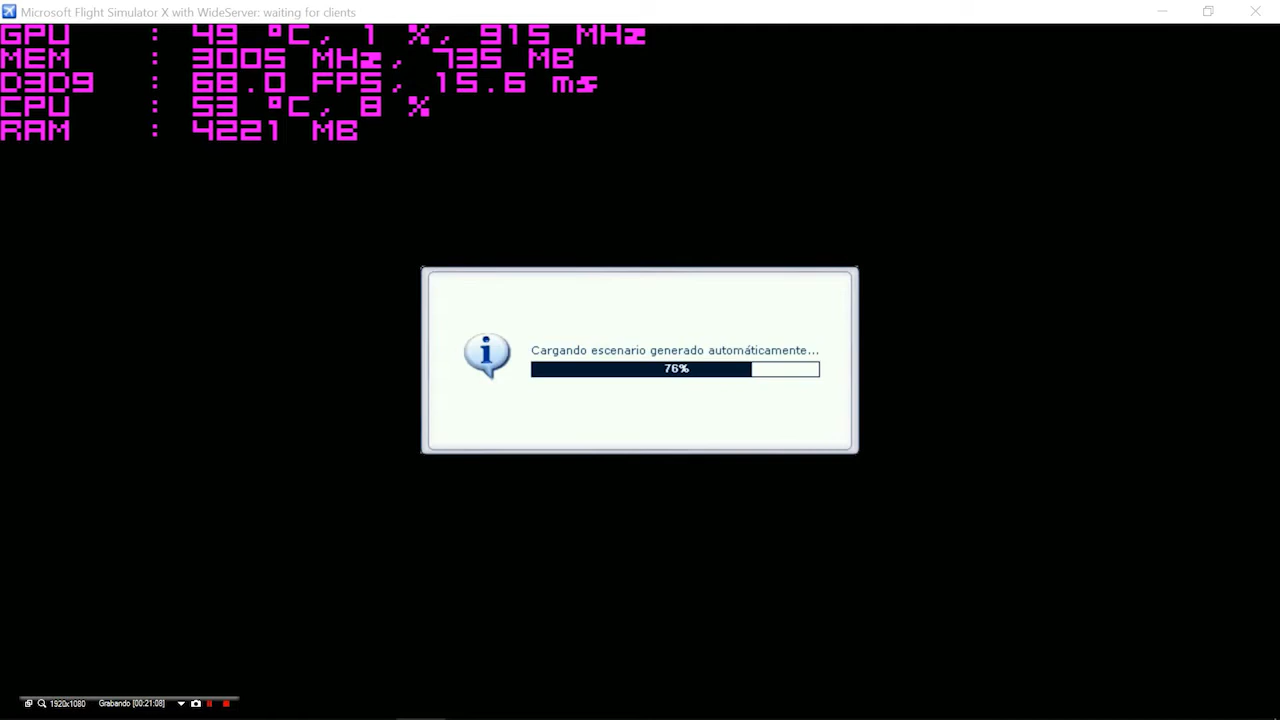 Microsoft Flight Simulator X with WideServer: waiting for clients
GPU : 49 °C, 1 %, 915 MHz
MEM : 3005 MHz, 735 MB
D3D9 : 68.0 FPS, 15.6 ms
CPU : 53 °C, 8 %
RAM : 4221 MB
Cargando escenario generado automáticamente...
76%
1920x1080 Grabando [00:21:08]